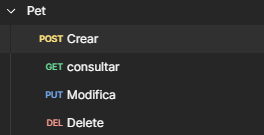 Pet
POST Crear
GET consultar
PUT Modifica
DEL Delete